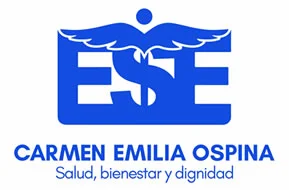 ESE
CARMEN EMILIA OSPINA
Salud, bienestar y dignidad